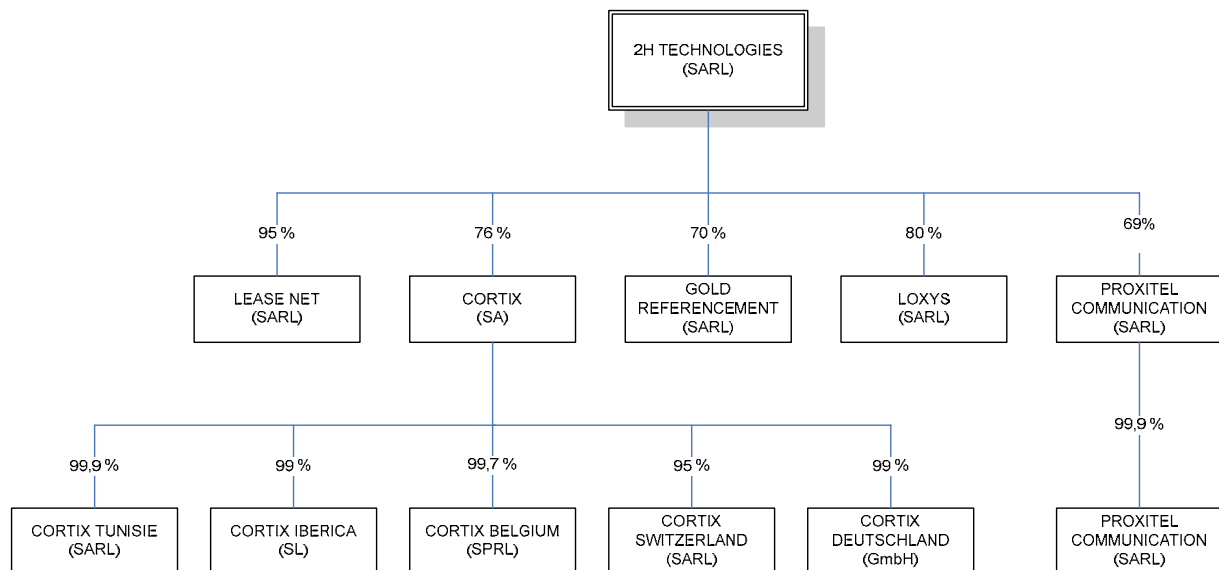 2H TECHNOLOGIES
(SARL)
95 %
76 %
70 %
80 %
69%
LEASE NET
(SARL)
CORTIX
(SA)
GOLD
REFERENCEMENT
(SARL)
LOXYS
(SARL)
PROXITEL
COMMUNICATION
(SARL)
99,9 %
99 %
99,7 %
95 %
99 %
99,9 %
CORTIX TUNISIE
(SARL)
CORTIX IBERICA
(SL)
CORTIX BELGIUM
(SPRL)
CORTIX
SWITZERLAND
(SARL)
CORTIX
DEUTSCHLAND
(GmbH)
PROXITEL
COMMUNICATION
(SARL)